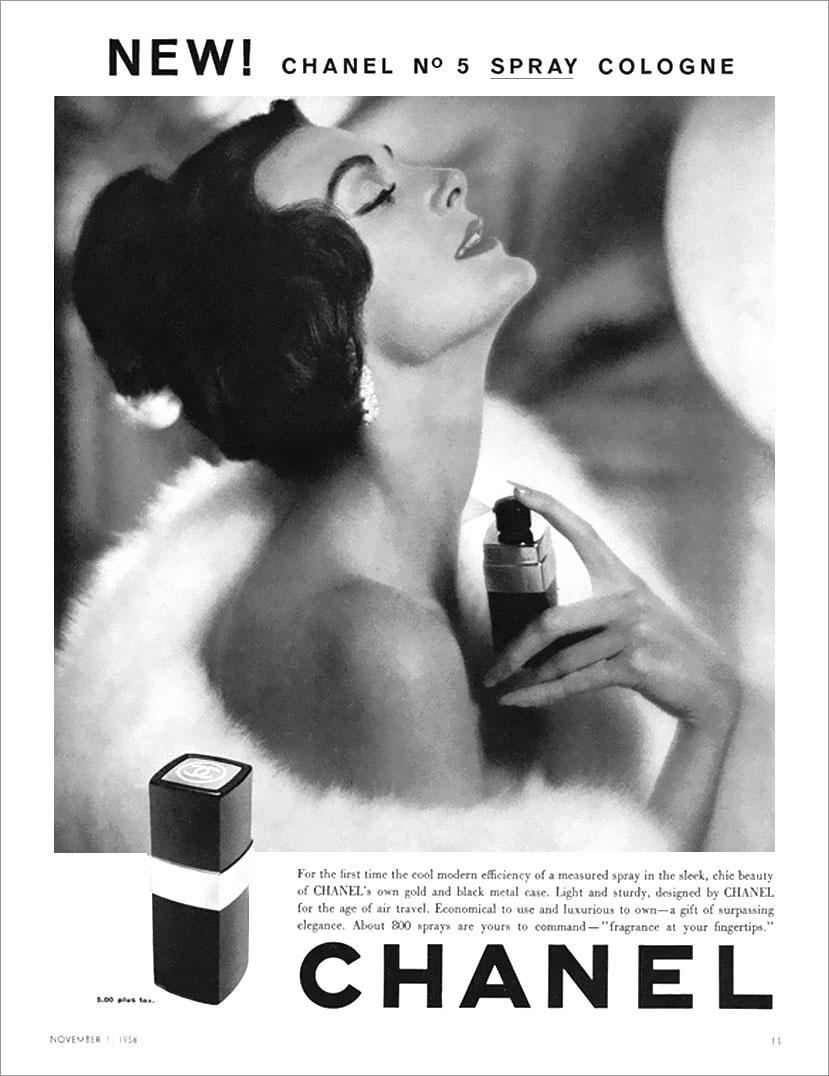 NEW! CHANEL Nº 5 SPRAY COLOGNE
For the first time the cool modern efficiency of a measured spray in the sleek, chic beauty
of CHANEL's own gold and black metal case. Light and sturdy, designed by CHANEL
for the age of air travel. Economical to use and luxurious to own—a gift of surpassing
elegance. About 800 sprays are yours to command—"fragrance at your fingertips."
CHANEL
5.00 plus tax.
NOVEMBER 1, 1958
11